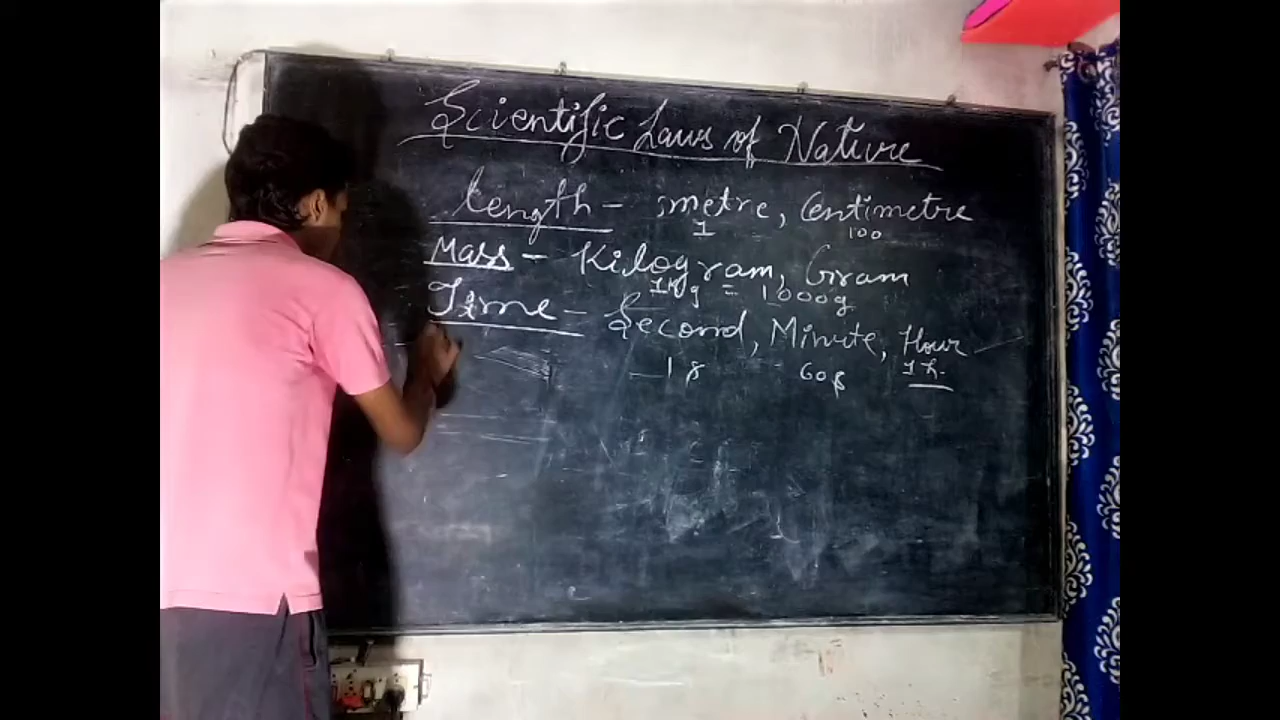 Scientific Laws of Nature
Length - metre, Centimetre
1 100
Mass - Kilogram, Gram
1kg = 1000g
Time - Second, Minute, Hour
1s 60s 1h.